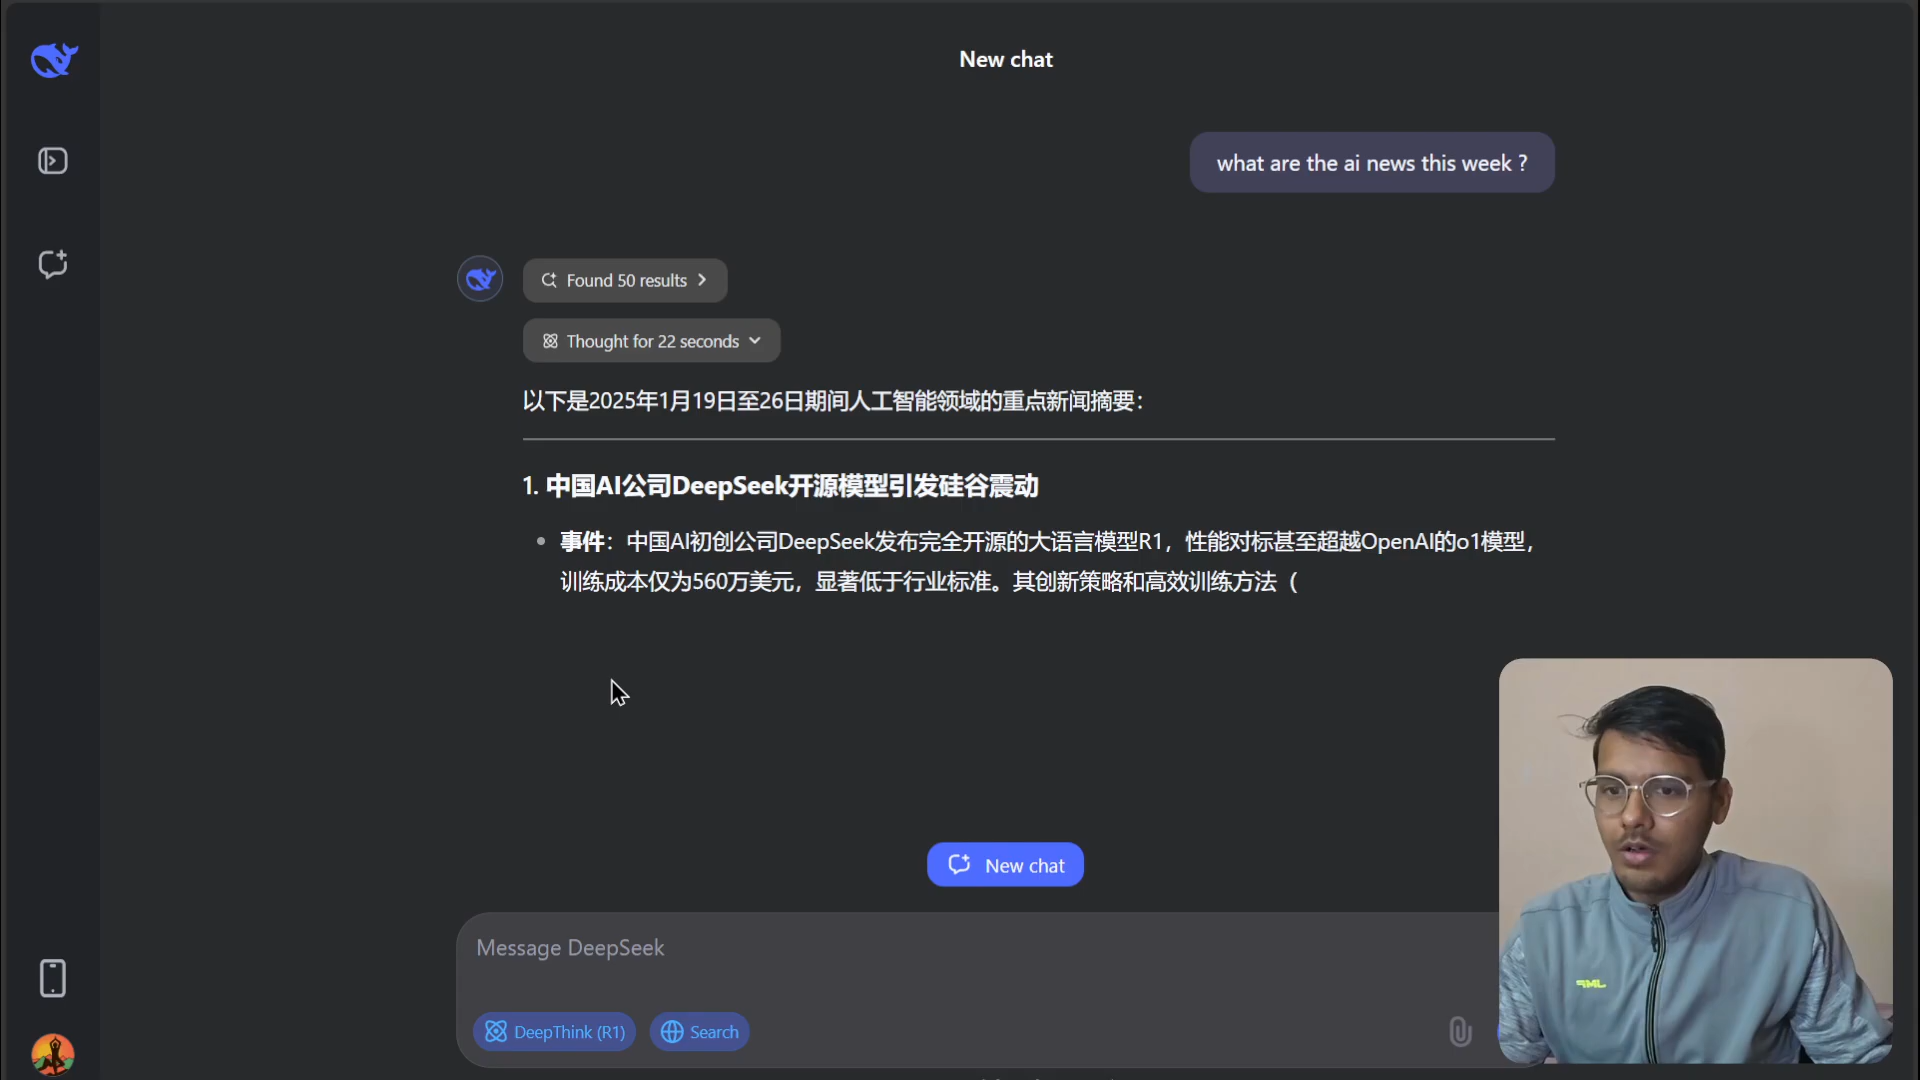 New chat
what are the ai news this week ?
Found 50 results
Thought for 22 seconds
以下是2025年1月19日至26日期间人工智能领域的重点新闻摘要：
1. 中国AI公司DeepSeek开源模型引发硅谷震动
• 事件：中国AI初创公司DeepSeek发布完全开源的大语言模型R1，性能对标甚至超越OpenAI的o1模型，
训练成本仅为560万美元，显著低于行业标准。其创新策略和高效训练方法（
New chat
Message DeepSeek
DeepThink (R1)
Search